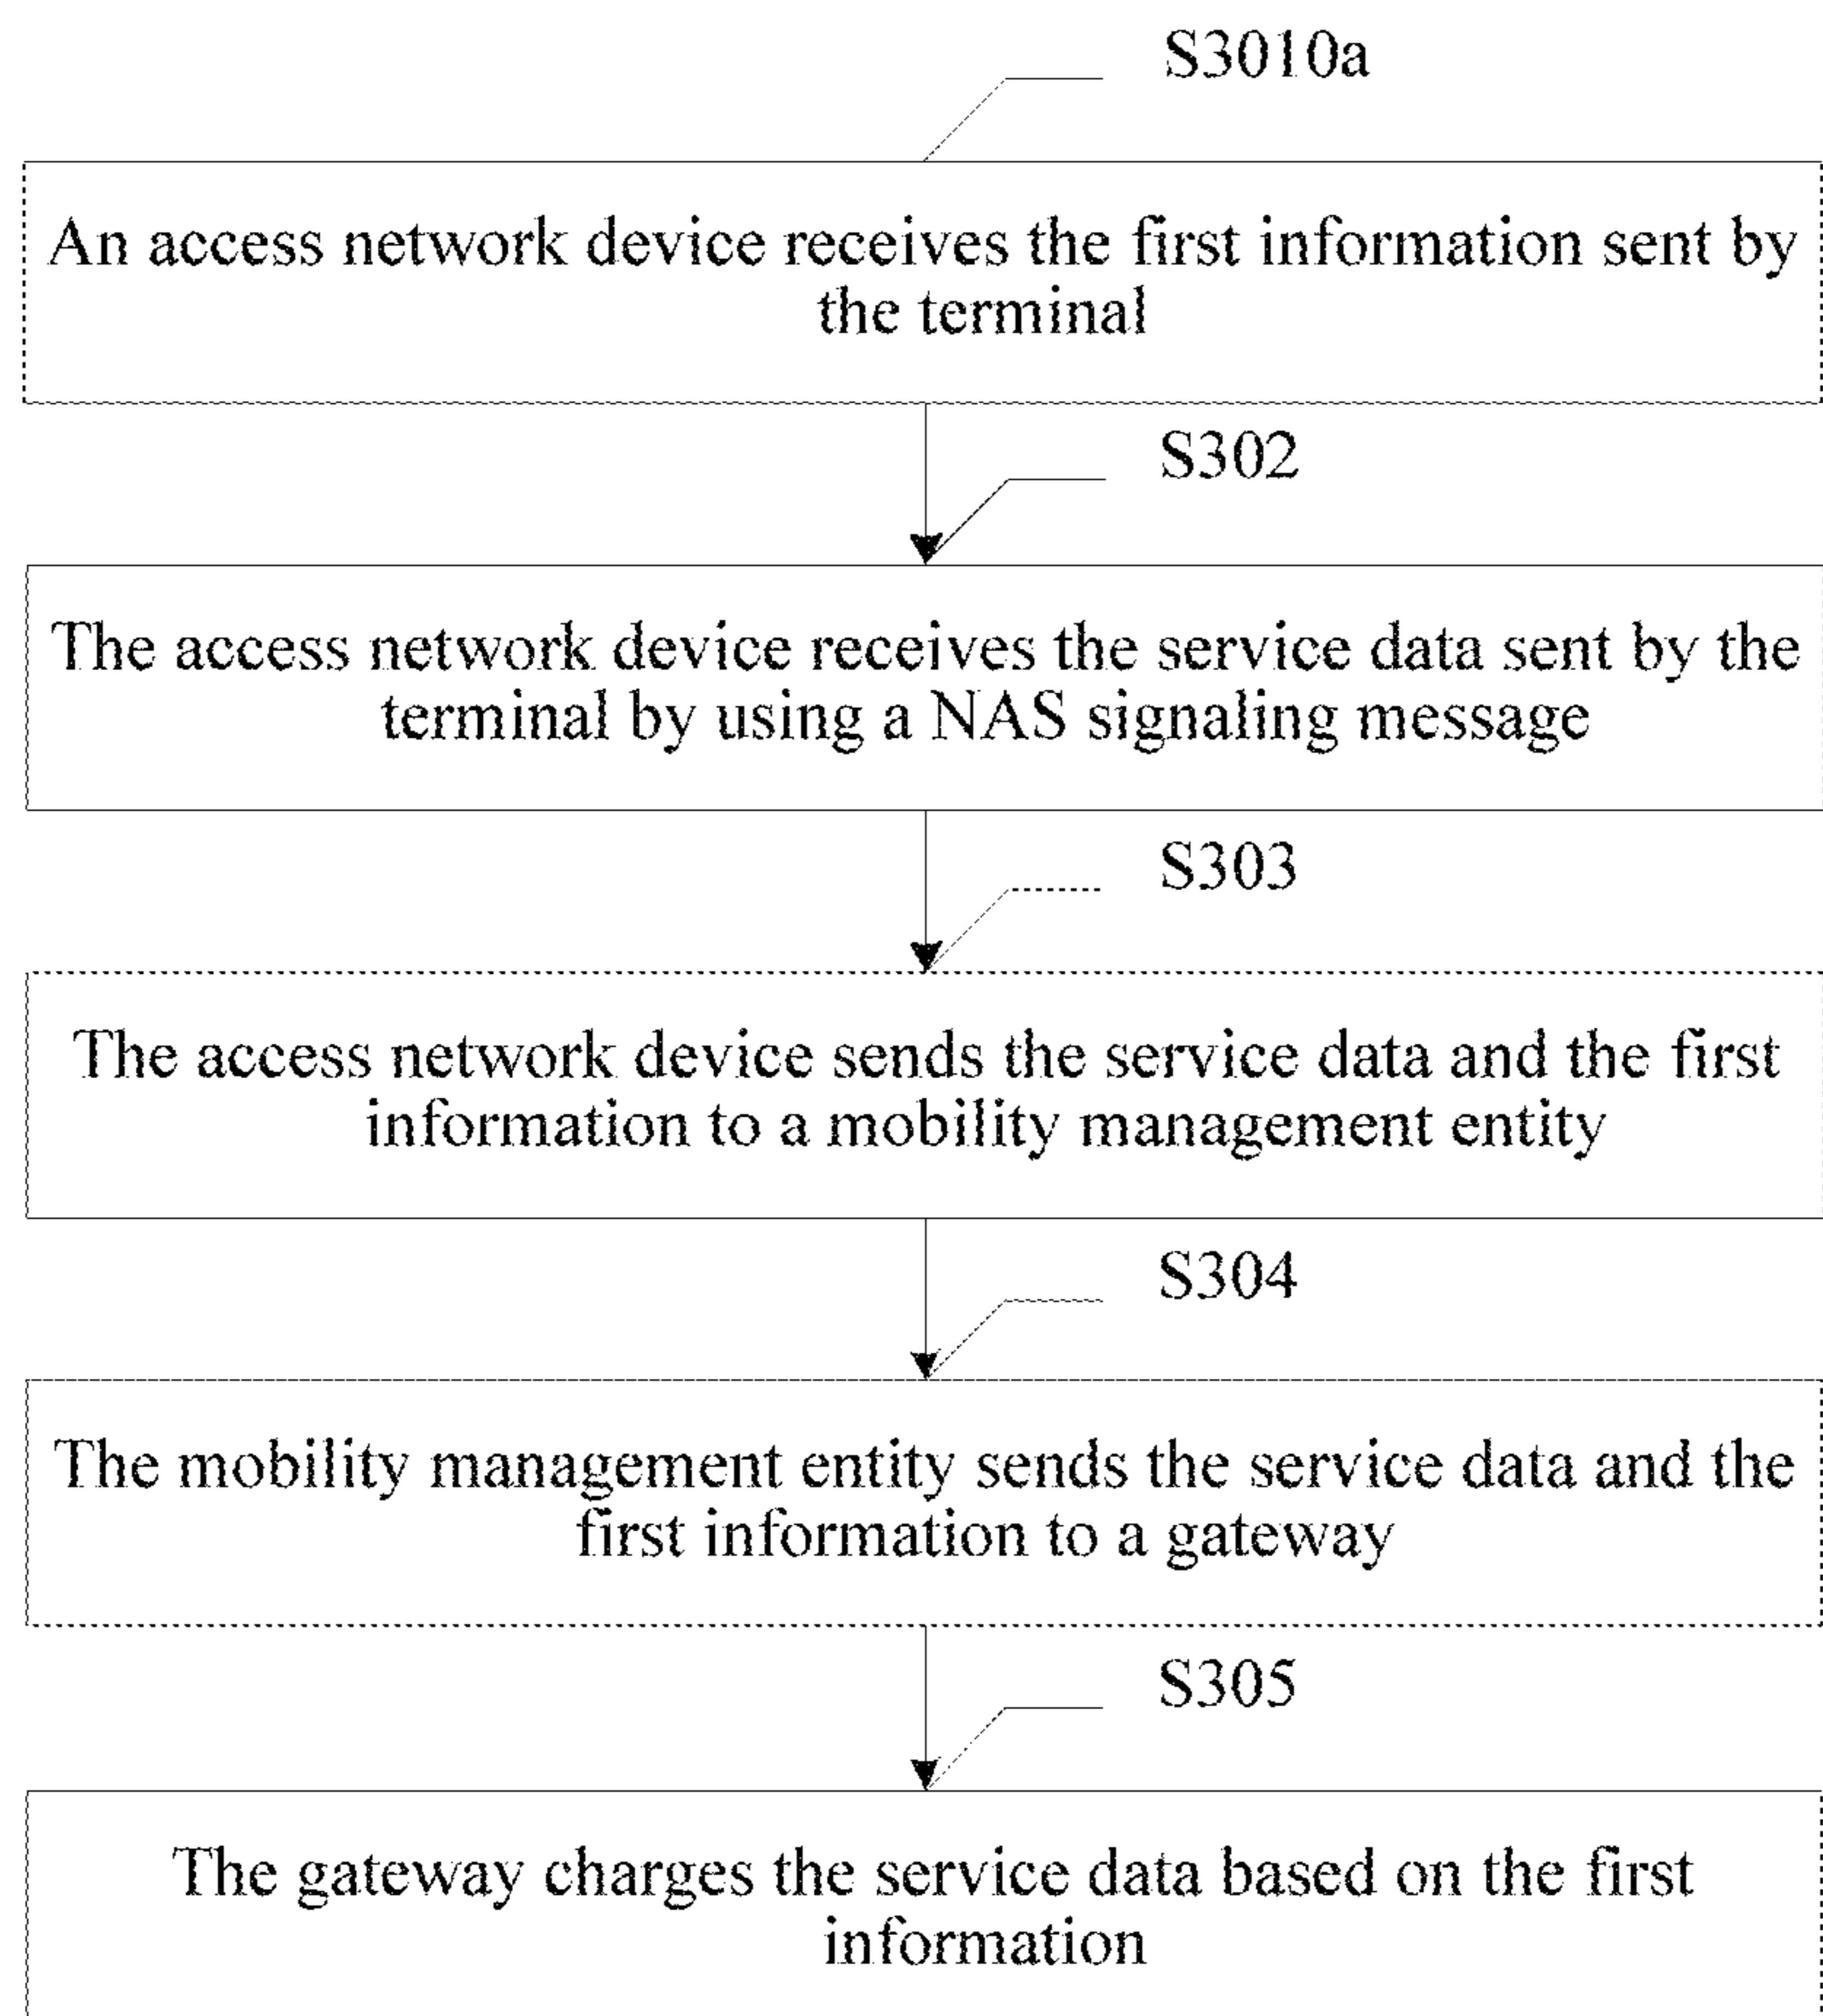 S3010a
An access network device receives the first information sent by
the terminal
S302
The access network device receives the service data sent by the
terminal by using a NAS signaling message
S303
The access network device sends the service data and the first
information to a mobility management entity
S304
The mobility management entity sends the service data and the
first information to a gateway
S305
The gateway charges the service data based on the first
information